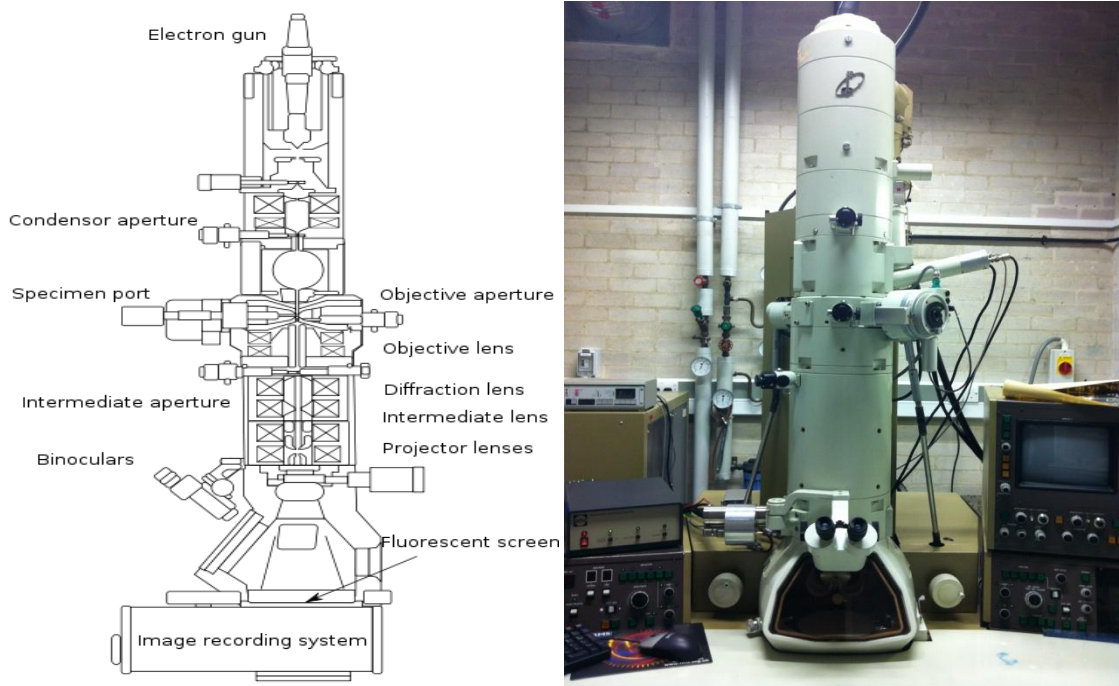 Electron gun
Condensor aperture
Specimen port
Objective aperture
Objective lens
Intermediate aperture
Diffraction lens
Intermediate lens
Projector lenses
Binoculars
Fluorescent screen
Image recording system